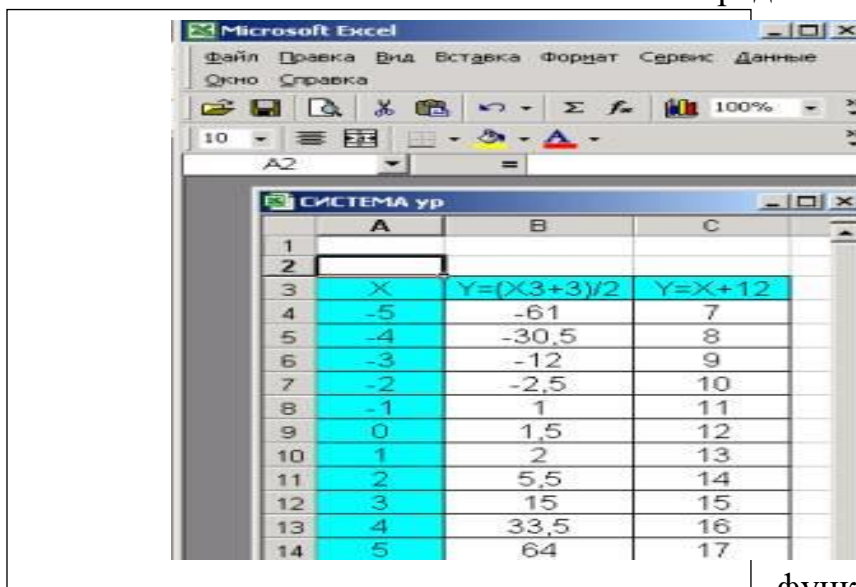 Microsoft Excel
Файл Правка Вид Вставка Формат Сервис Данные
Окно Справка
100%
10
A2 =
СИСТЕМА ур
A B C
1
2
3 X Y=(X3+3)/2 Y=X+12
4 -5 -61 7
5 -4 -30,5 8
6 -3 -12 9
7 -2 -2,5 10
8 -1 1 11
9 0 1,5 12
10 1 2 13
11 2 5,5 14
12 3 15 15
13 4 33,5 16
14 5 64 17